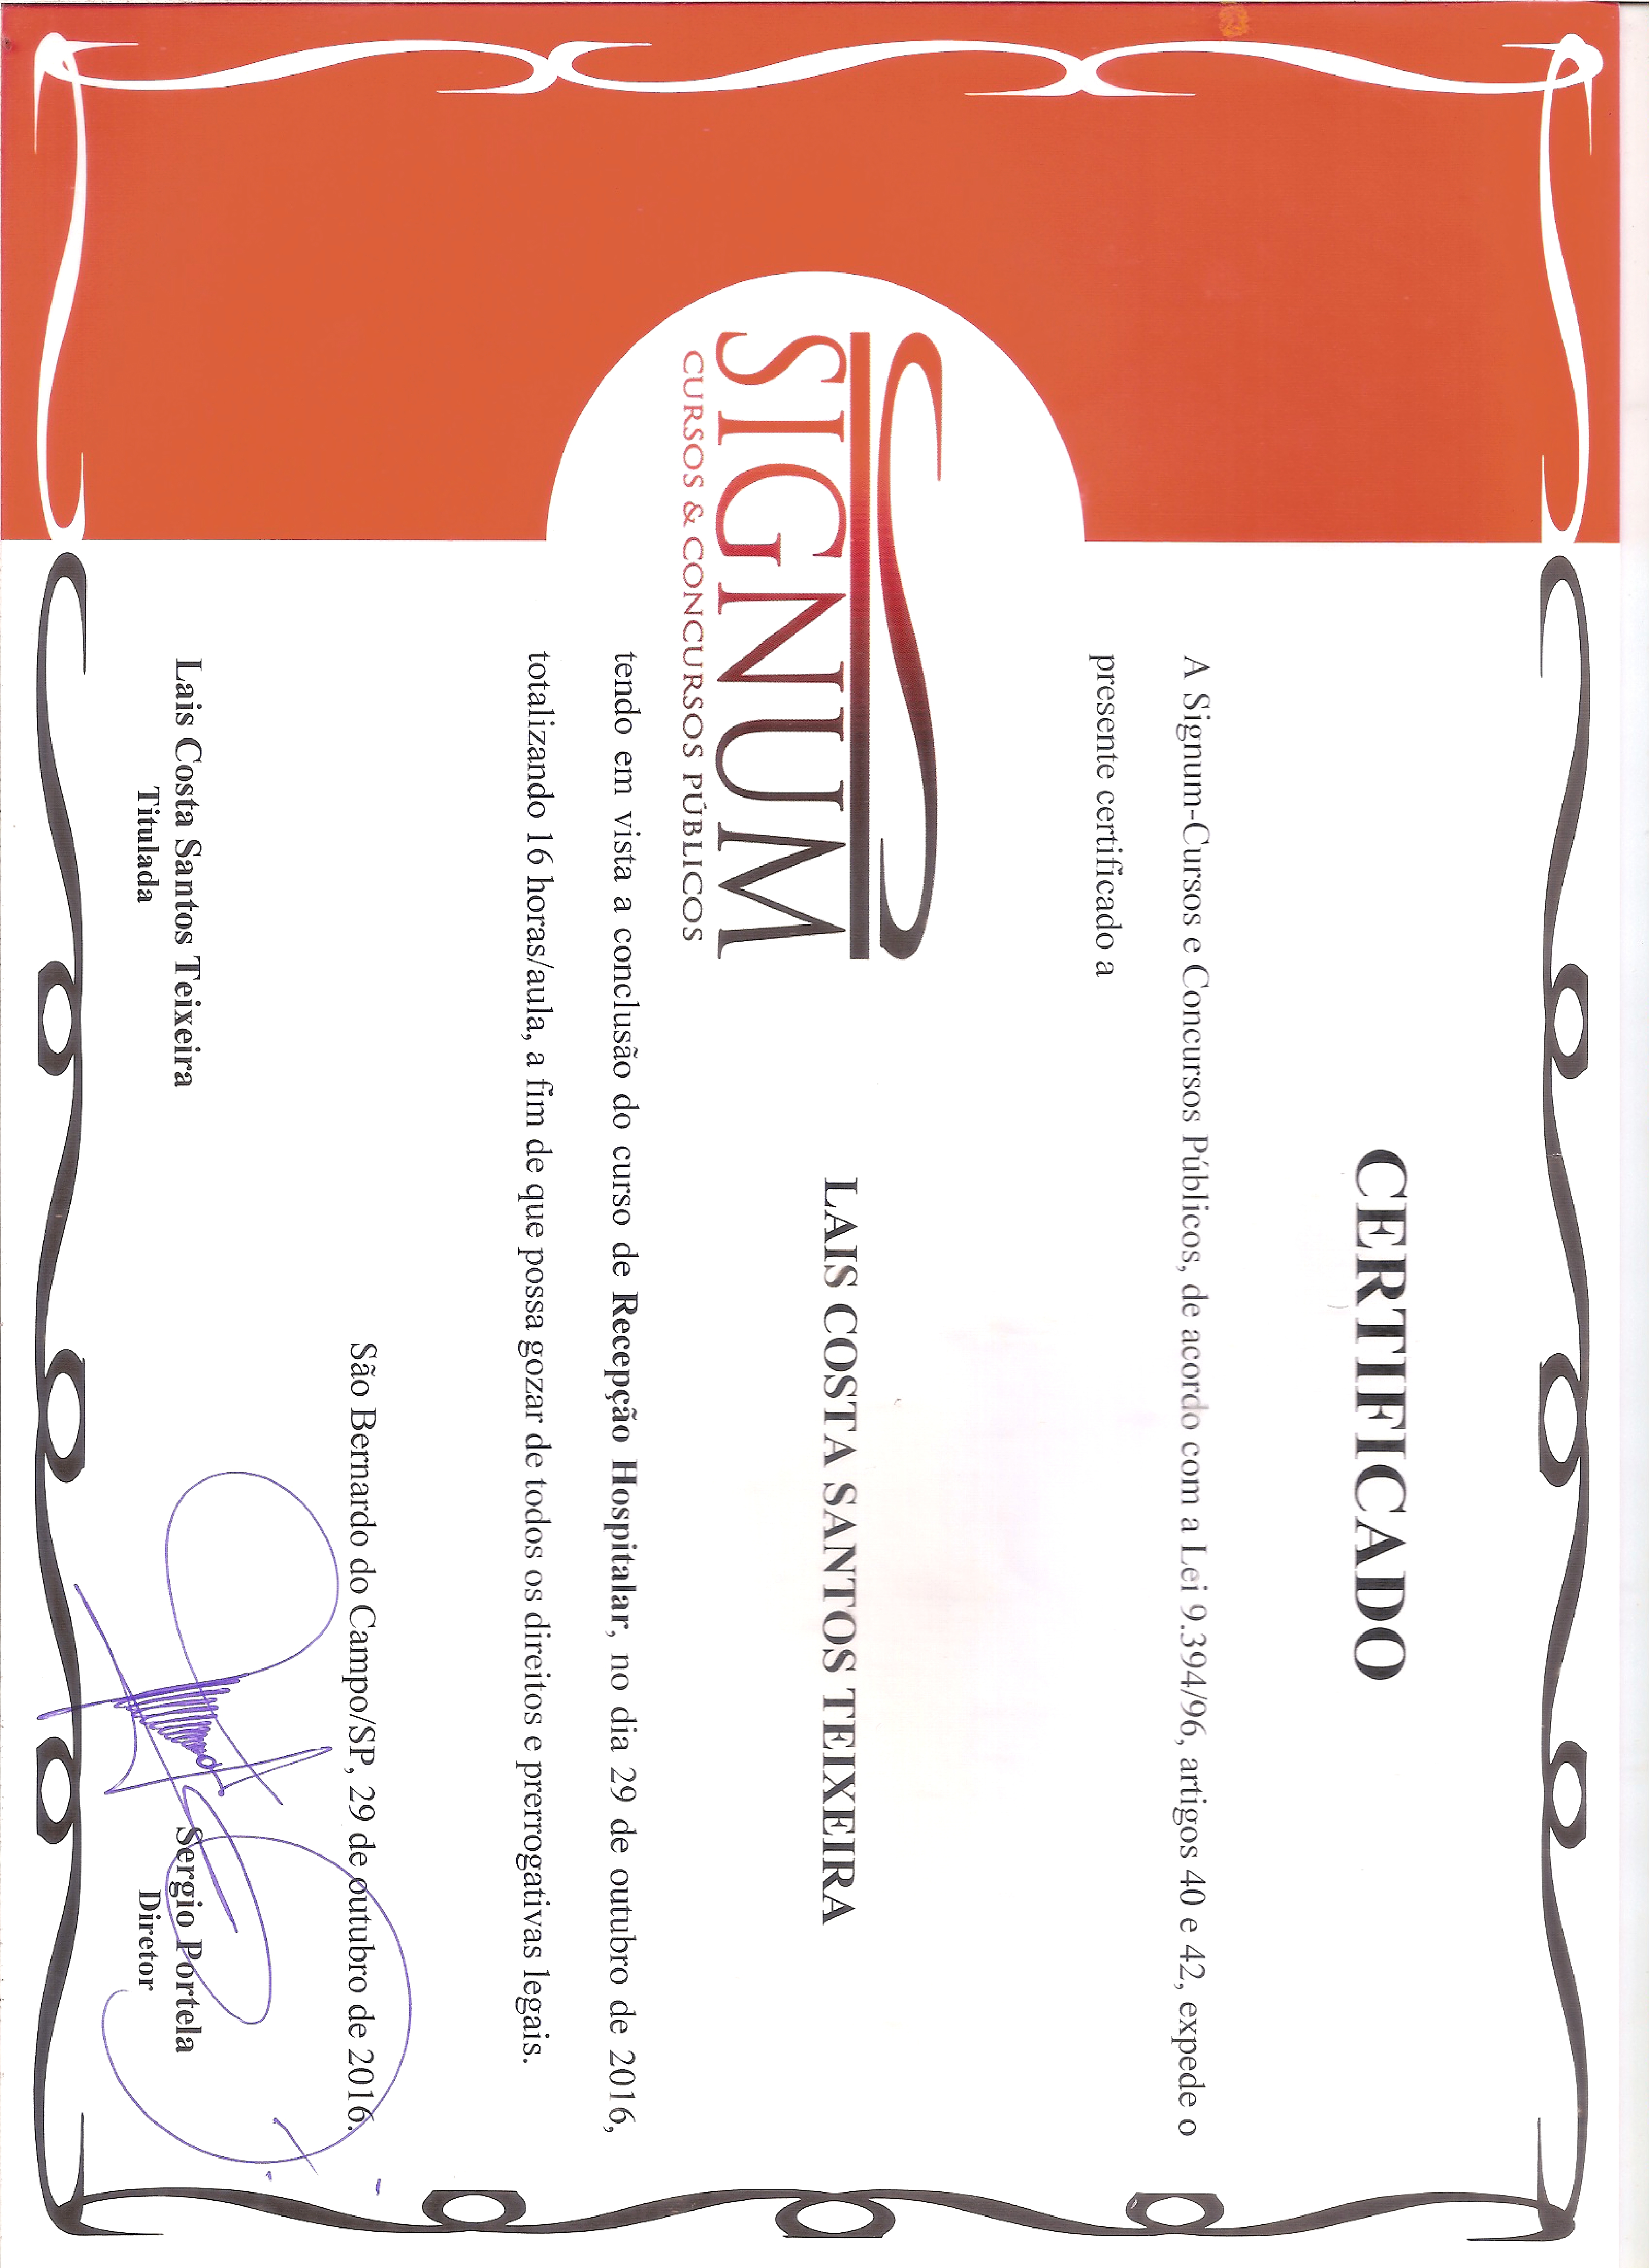 CERTIFICADO
A Signum-Cursos e Concursos Públicos, de acordo com a Lei 9.394/96, artigos 40 e 42, expede o
presente certificado a
SIGNUM
CURSOS & CONCURSOS PÚBLICOS
LAIS COSTA SANTOS TEIXEIRA
tendo em vista a conclusão do curso de Recepção Hospitalar, no dia 29 de outubro de 2016,
totalizando 16 horas/aula, a fim de que possa gozar de todos os direitos e prerrogativas legais.
São Bernardo do Campo/SP, 29 de outubro de 2016.
Lais Costa Santos Teixeira
Titulada
Sergio Portela
Diretor